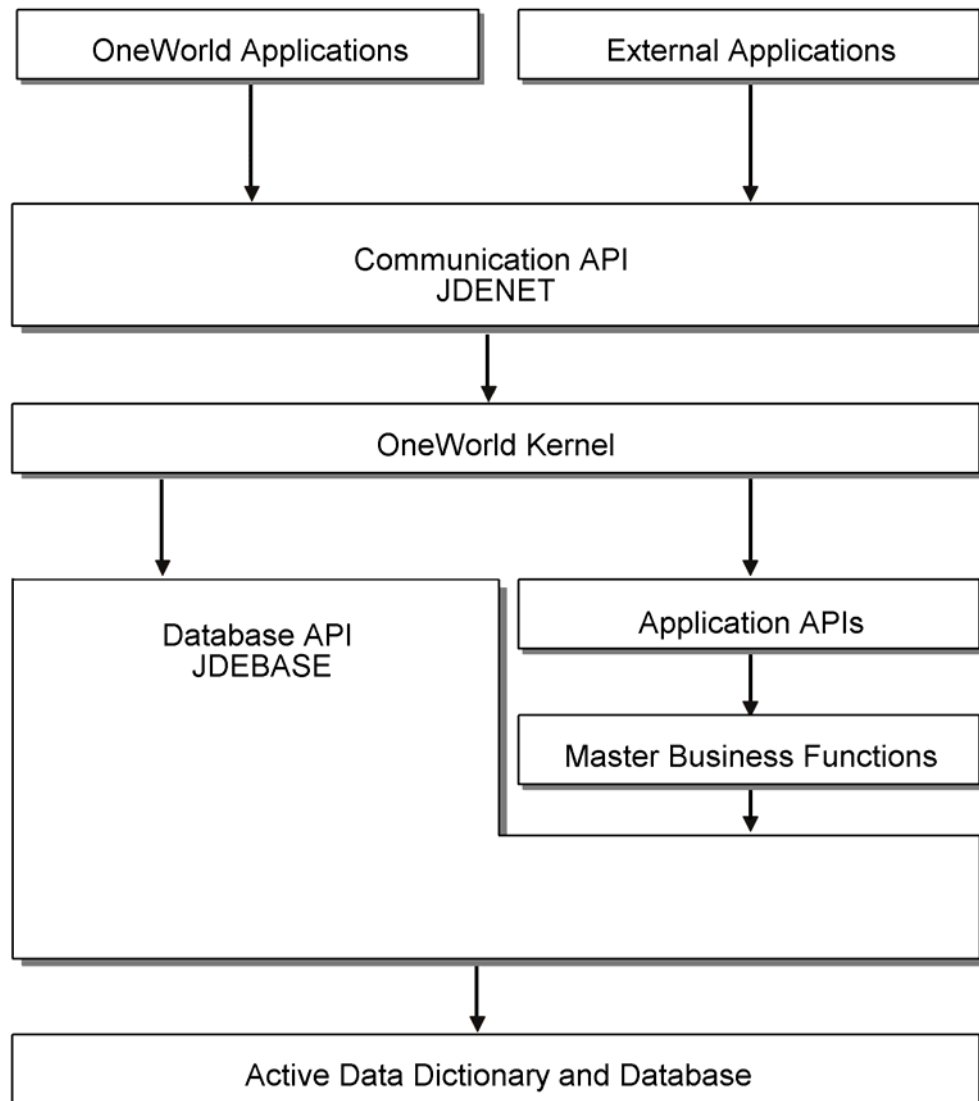 OneWorld Applications
External Applications
Communication API
JDENET
OneWorld Kernel
Database API
JDEBASE
Application APIs
Master Business Functions
Active Data Dictionary and Database